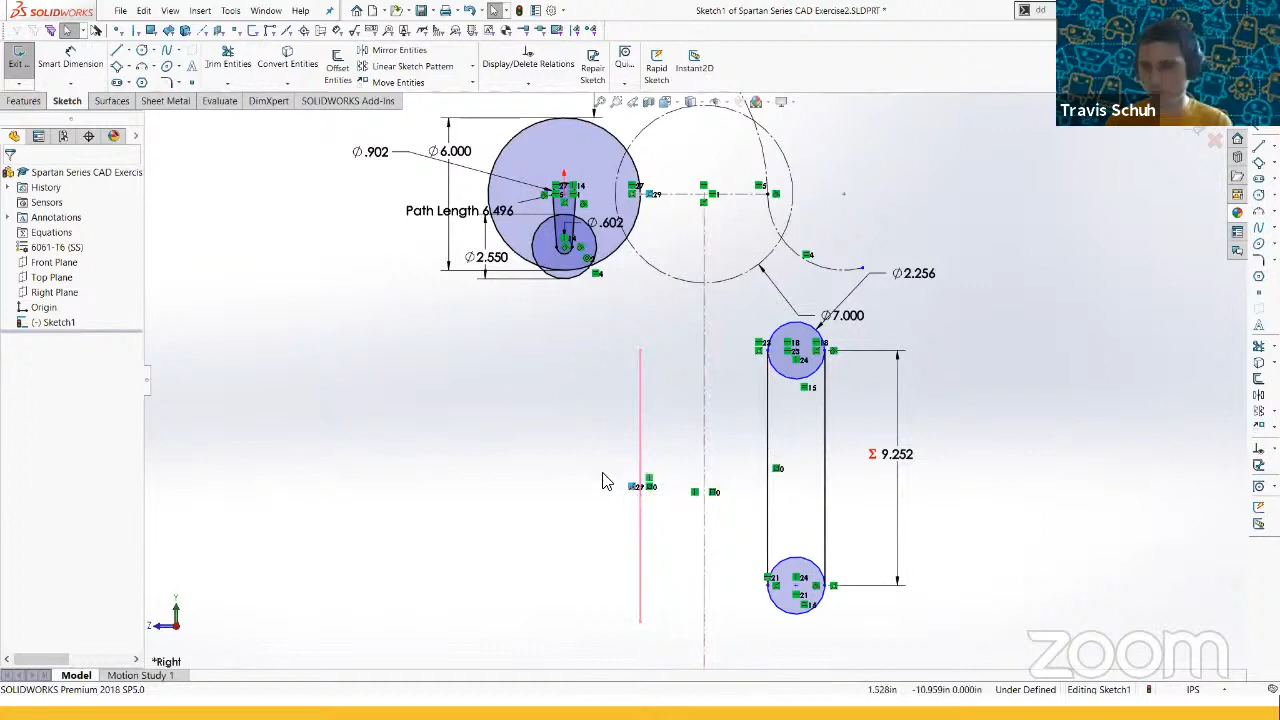 SOLIDWORKS File Edit View Insert Tools Window Help Sketch1 of Spartan Series CAD Exercise2.SLDPRT * dd
Exit ... Smart Dimension Trim Entities Convert Entities Offset Entities Mirror Entities Linear Sketch Pattern Move Entities Display/Delete Relations Repair Sketch Qui... Rapid Sketch Instant2D
Travis Schuh
Features Sketch Surfaces Sheet Metal Evaluate DimXpert SOLIDWORKS Add-Ins
Spartan Series CAD Exercis
History
Sensors
Annotations
Equations
6061-T6 (SS)
Front Plane
Top Plane
Right Plane
Origin
(-) Sketch1
Ø.902
Ø6.000
Path Length 6.496
Ø.602
Ø2.550
Ø2.256
Ø7.000
Σ 9.252
Y
Z
*Right
zoom
Model Motion Study 1
SOLIDWORKS Premium 2018 SP5.0 1.528in -10.959in 0.000in Under Defined Editing Sketch1 IPS